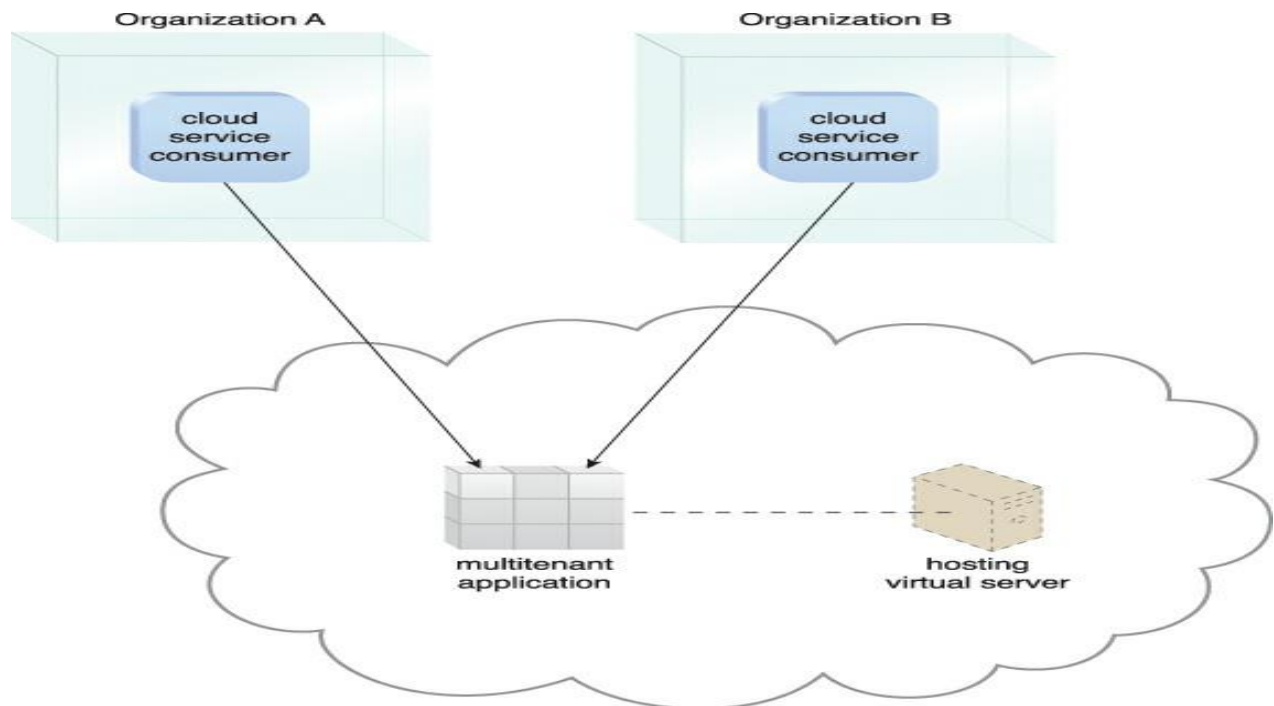 Organization A
Organization B
cloud
service
consumer
cloud
service
consumer
multitenant
application
hosting
virtual server